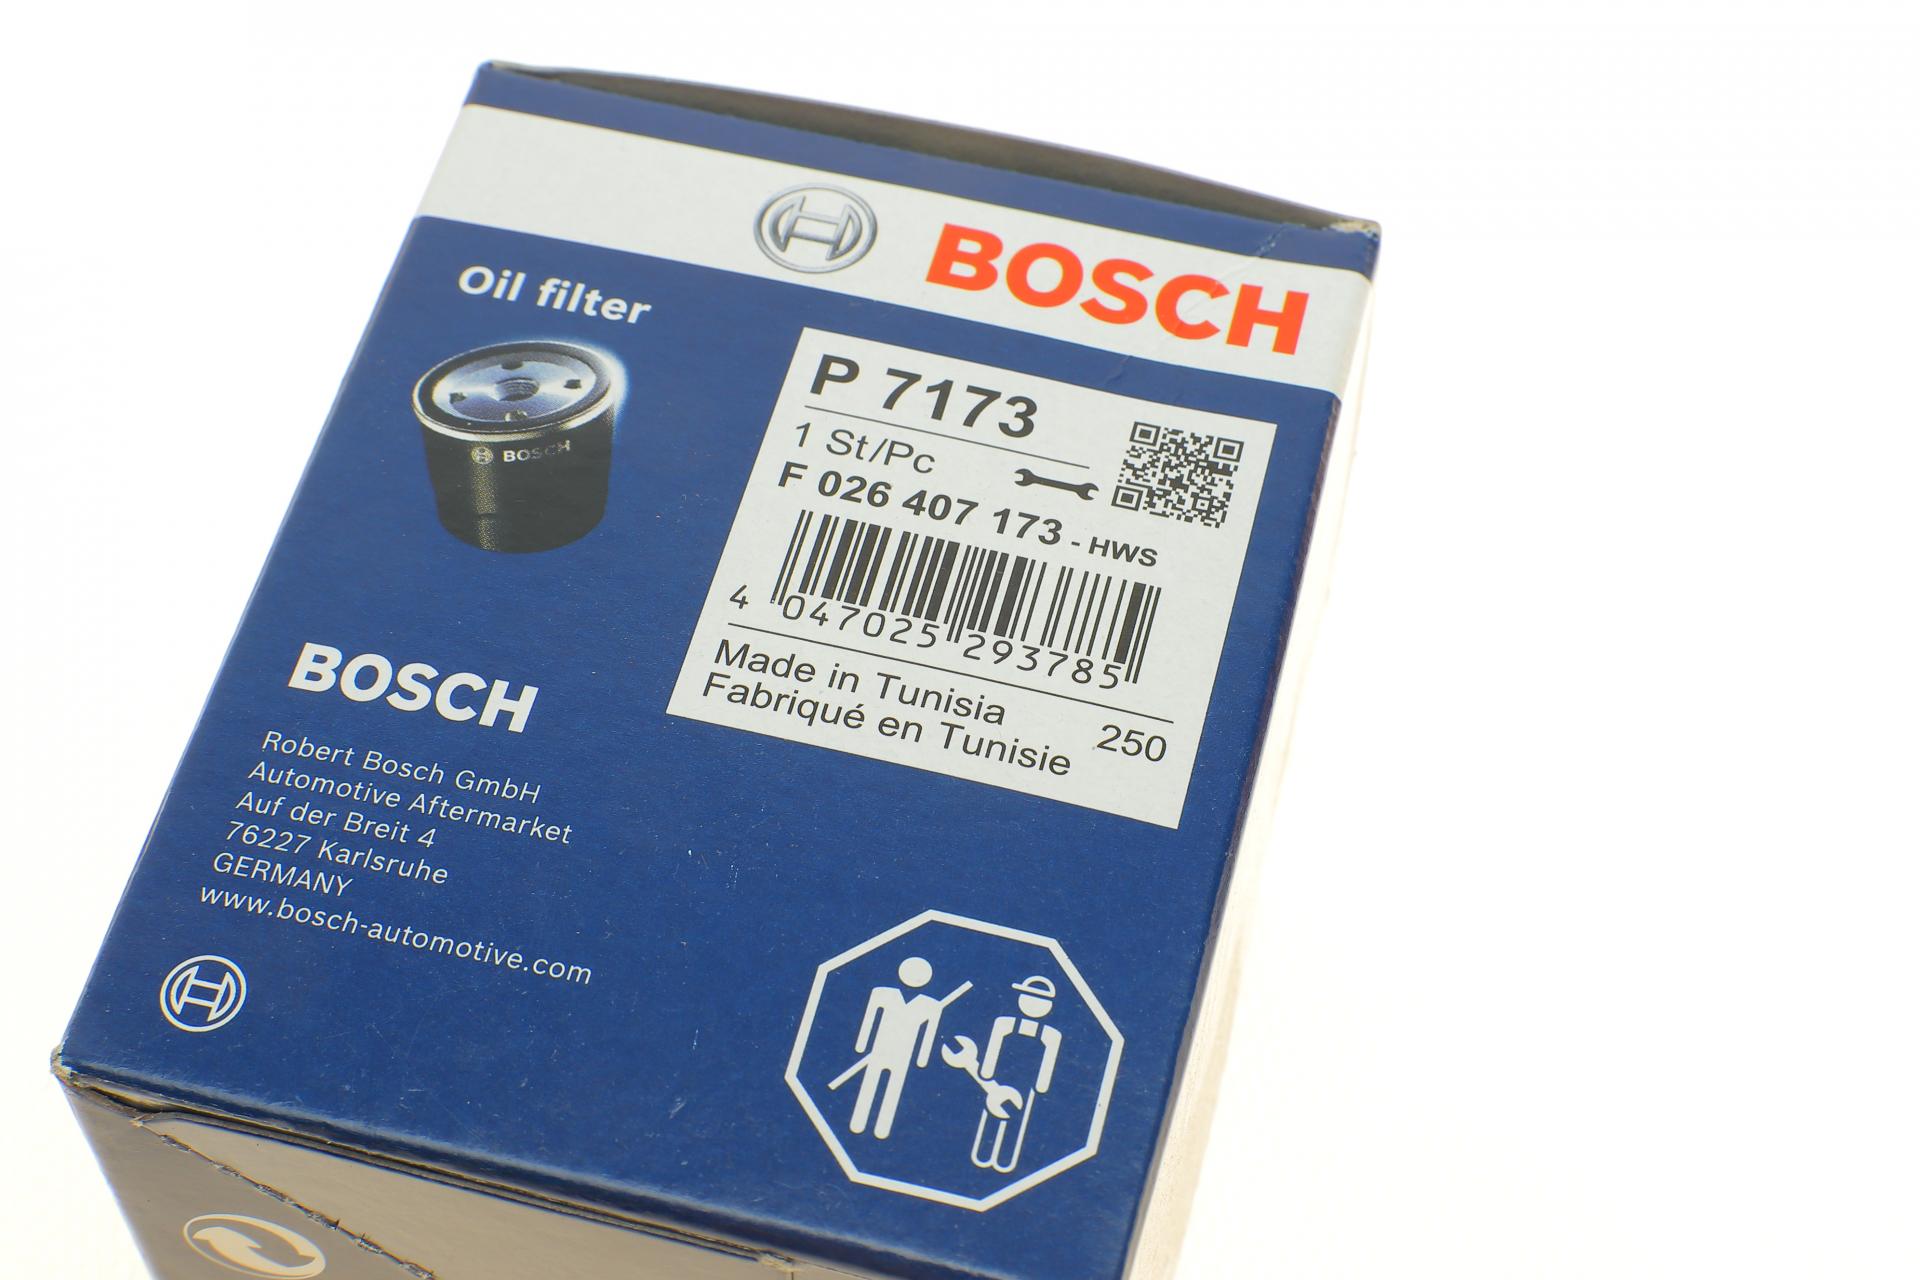 BOSCH
Oil filter
BOSCH
P 7173
1 St/Pc
F 026 407 173 - HWS
4 047025 293785
Made in Tunisia
Fabriqué en Tunisie
250
BOSCH
Robert Bosch GmbH
Automotive Aftermarket
Auf der Breit 4
76227 Karlsruhe
GERMANY
www.bosch-automotive.com